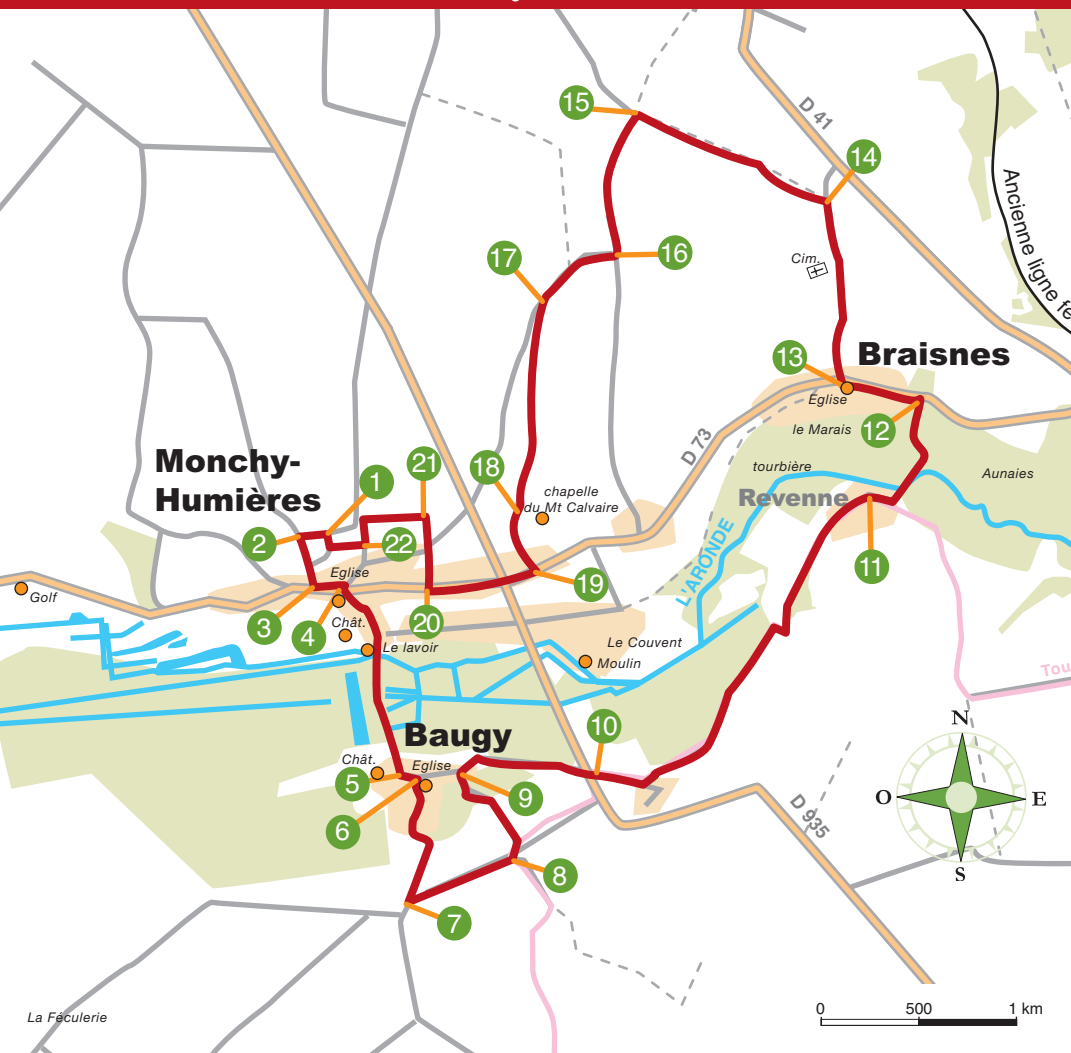 15
D 41
14
Ancienne ligne fe
17
16
Cim.
13
Braisnes
Eglise
le Marais
12
D 73
Monchy-
Humières
1
21
18
tourbière
Aunaies
chapelle
du Mt Calvaire
Revenne
2
22
L'ARONDE
11
Eglise
19
Golf
3
4
Chât.
20
Le lavoir
Le Couvent
Moulin
Tou
Baugy
10
N
Chât.
Eglise
5
9
O
E
6
D 935
S
8
7
La Féculerie
0 500 1 km